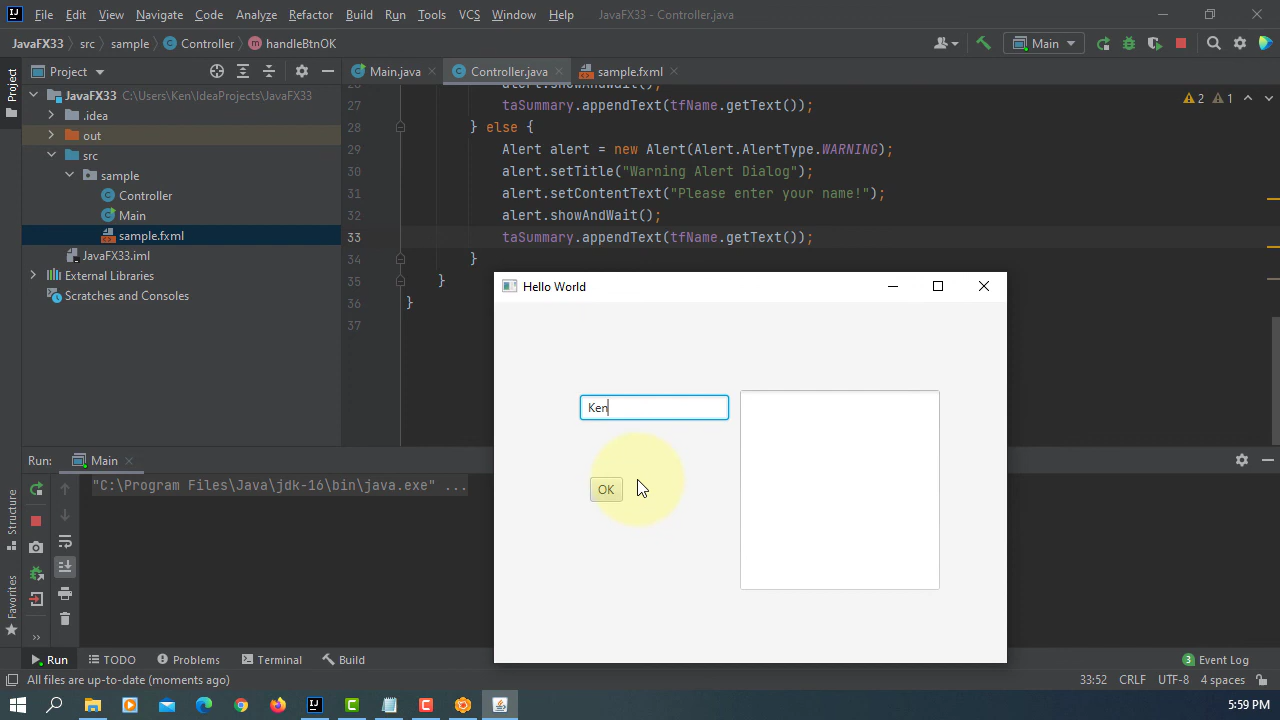 File Edit View Navigate Code Analyze Refactor Build Run Tools VCS Window Help JavaFX33 - Controller.java
JavaFX33 src sample Controller handleBtnOK Main
Project
Project
Main.java Controller.java sample.fxml
JavaFX33 C:\Users\Ken\IdeaProjects\JavaFX33
.idea
out
src
sample
Controller
Main
sample.fxml
JavaFX33.iml
External Libraries
Scratches and Consoles
2 1
27 taSummary.appendText(tfName.getText());
28 } else {
29 Alert alert = new Alert(Alert.AlertType.WARNING);
30 alert.setTitle("Warning Alert Dialog");
31 alert.setContentText("Please enter your name!");
32 alert.showAndWait();
33 taSummary.appendText(tfName.getText());
34 }
35 }
36 }
37
Hello World
Ken
OK
Run: Main
"C:\Program Files\Java\jdk-16\bin\java.exe" ...
Structure
Favorites
Run TODO Problems Terminal Build 3 Event Log
All files are up-to-date (moments ago) 33:52 CRLF UTF-8 4 spaces
5:59 PM